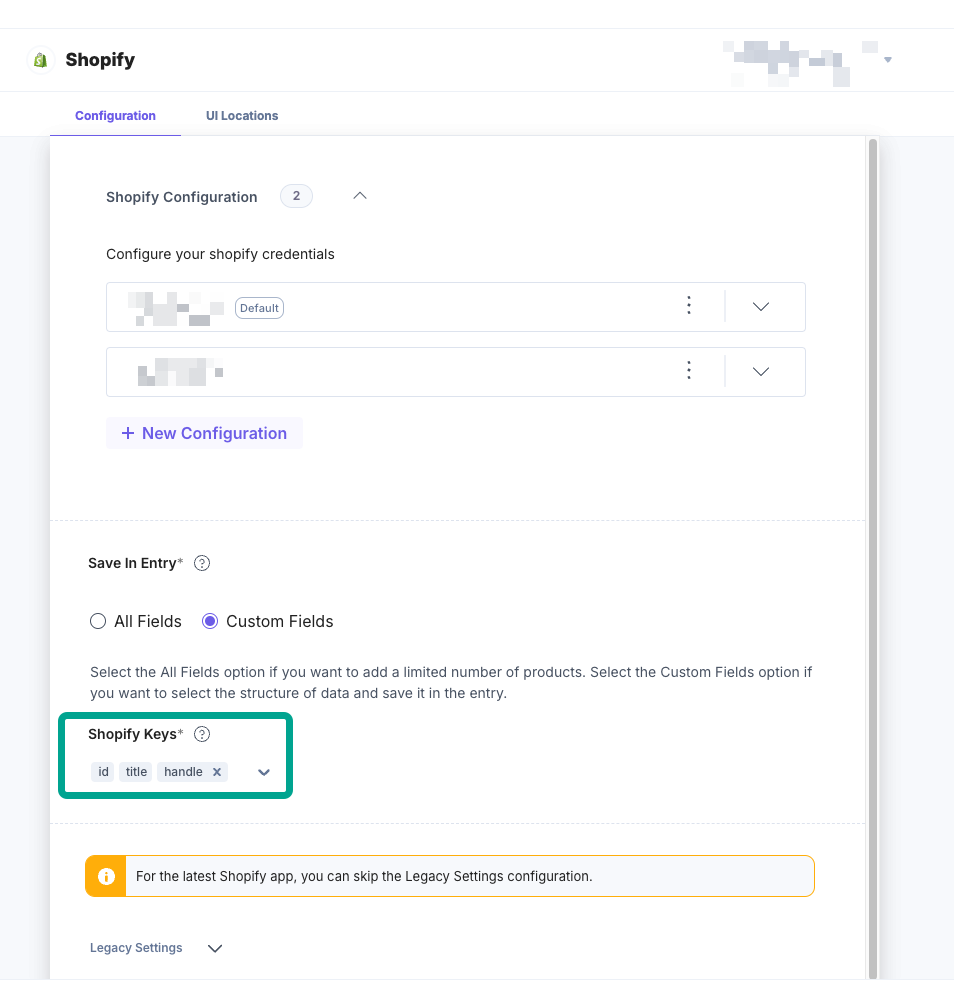 Shopify
Configuration UI Locations
Shopify Configuration 2
Configure your shopify credentials
Default
+ New Configuration
Save In Entry* ?
All Fields Custom Fields
Select the All Fields option if you want to add a limited number of products. Select the Custom Fields option if
you want to select the structure of data and save it in the entry.
Shopify Keys* ?
id title handle
For the latest Shopify app, you can skip the Legacy Settings configuration.
Legacy Settings